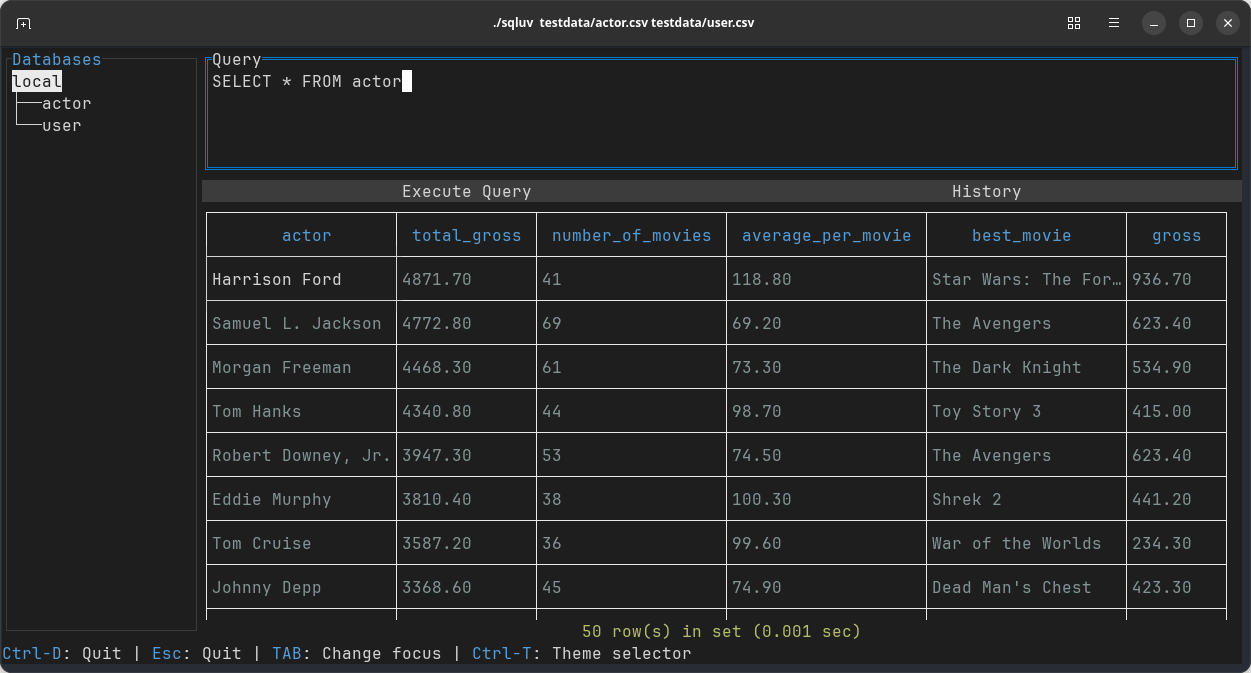 ./sqluv testdata/actor.csv testdata/user.csv
Databases
local
actor
user
Query
SELECT * FROM actor
Execute Query History
actor total_gross number_of_movies average_per_movie best_movie gross
Harrison Ford 4871.70 41 118.80 Star Wars: The For… 936.70
Samuel L. Jackson 4772.80 69 69.20 The Avengers 623.40
Morgan Freeman 4468.30 61 73.30 The Dark Knight 534.90
Tom Hanks 4340.80 44 98.70 Toy Story 3 415.00
Robert Downey, Jr. 3947.30 53 74.50 The Avengers 623.40
Eddie Murphy 3810.40 38 100.30 Shrek 2 441.20
Tom Cruise 3587.20 36 99.60 War of the Worlds 234.30
Johnny Depp 3368.60 45 74.90 Dead Man's Chest 423.30
50 row(s) in set (0.001 sec)
Ctrl-D: Quit | Esc: Quit | TAB: Change focus | Ctrl-T: Theme selector